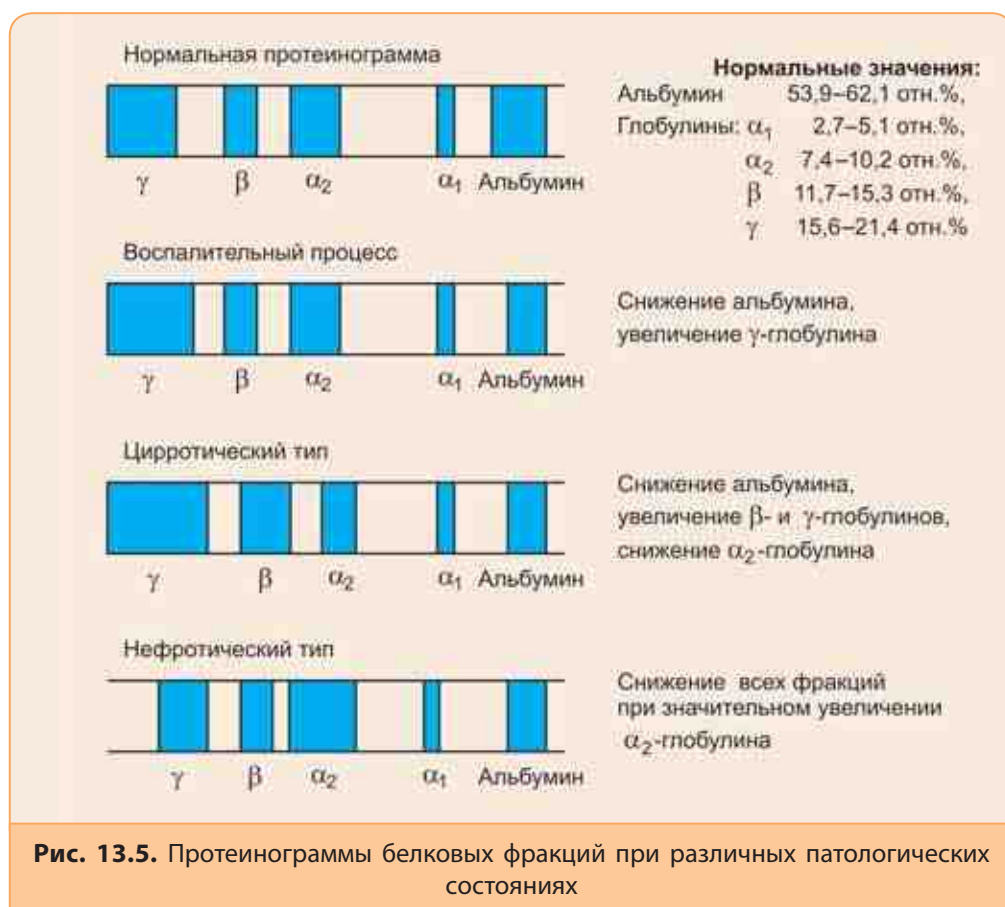 Нормальная протеинограмма
γ β α₂ α₁ Альбумин
Нормальные значения:
Альбумин 53,9–62,1 отн.%,
Глобулины: α₁ 2,7–5,1 отн.%,
α₂ 7,4–10,2 отн.%,
β 11,7–15,3 отн.%,
γ 15,6–21,4 отн.%
Воспалительный процесс
γ β α₂ α₁ Альбумин
Снижение альбумина,
увеличение γ-глобулина
Цирротический тип
γ β α₂ α₁ Альбумин
Снижение альбумина,
увеличение β- и γ-глобулинов,
снижение α₂-глобулина
Нефротический тип
γ β α₂ α₁ Альбумин
Снижение всех фракций
при значительном увеличении
α₂-глобулина
Рис. 13.5. Протеинограммы белковых фракций при различных патологических
состояниях